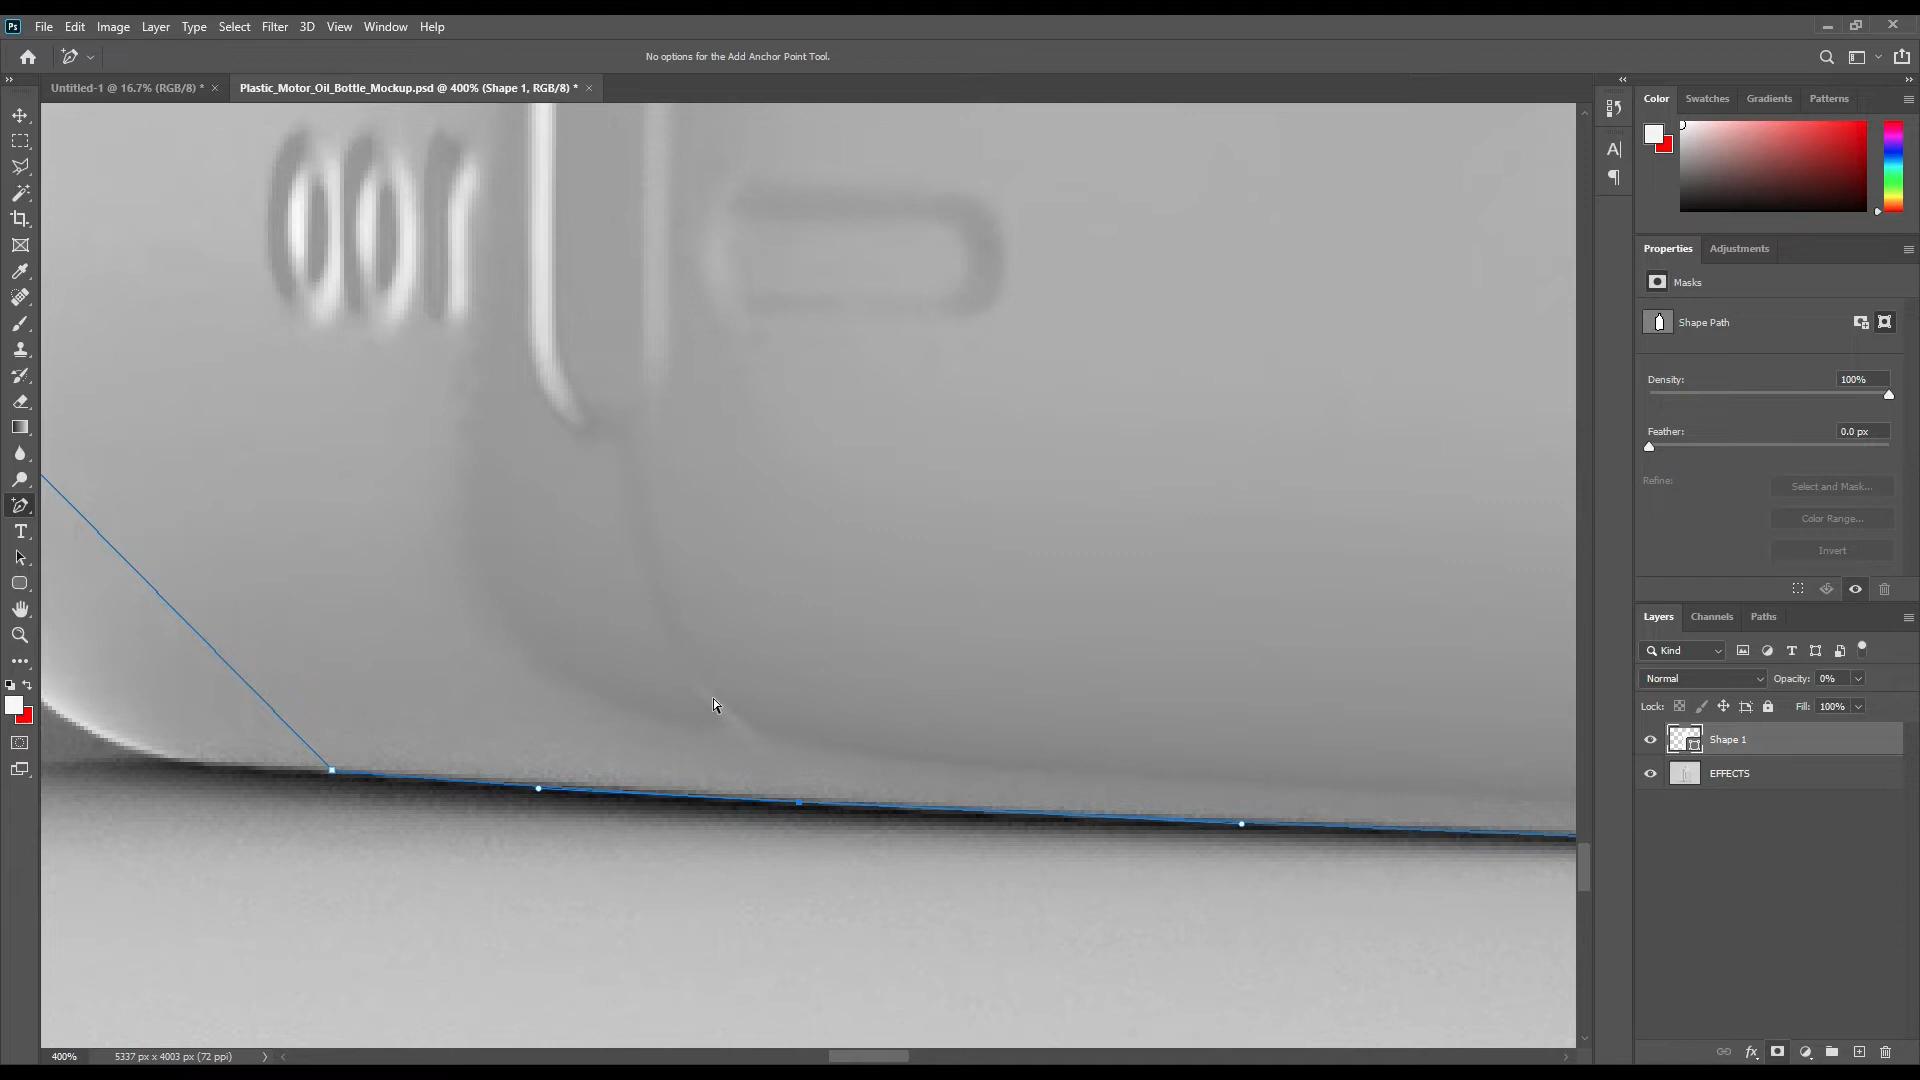 Ps File Edit Image Layer Type Select Filter 3D View Window Help
No options for the Add Anchor Point Tool.
Untitled-1 @ 16.7% (RGB/8) * ×
Plastic_Motor_Oil_Bottle_Mockup.psd @ 400% (Shape 1, RGB/8) * ×
Color Swatches Gradients Patterns
Properties Adjustments
Masks
Shape Path
Density: 100%
Feather: 0.0 px
Refine: Select and Mask...
Color Range...
Invert
Layers Channels Paths
Kind
Normal Opacity: 0%
Lock: Fill: 100%
Shape 1
EFFECTS
400% 5337 px x 4003 px (72 ppi)